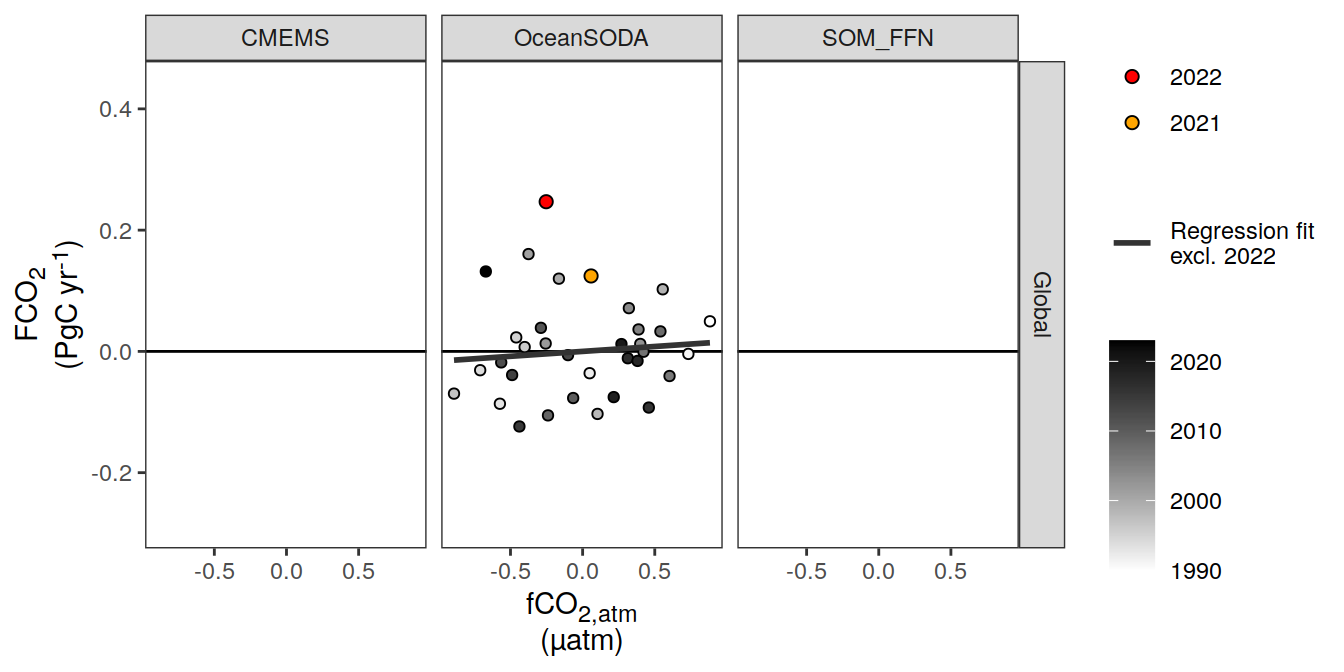 CMEMS OceanSODA SOM_FFN
0.4
0.2
0.0
-0.2
FCO2
(PgC yr-1)
-0.5 0.0 0.5 -0.5 0.0 0.5 -0.5 0.0 0.5
fCO2,atm
(µatm)
Global
2022
2021
Regression fit
excl. 2022
2020
2010
2000
1990